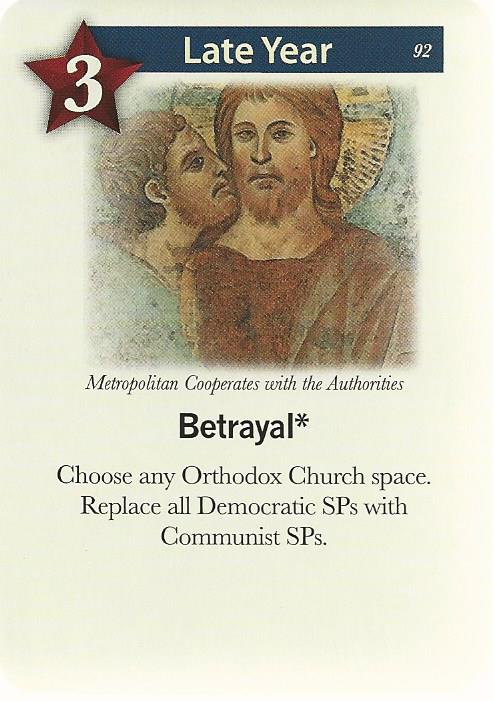 3
Late Year
92
Metropolitan Cooperates with the Authorities
Betrayal*
Choose any Orthodox Church space.
Replace all Democratic SPs with
Communist SPs.